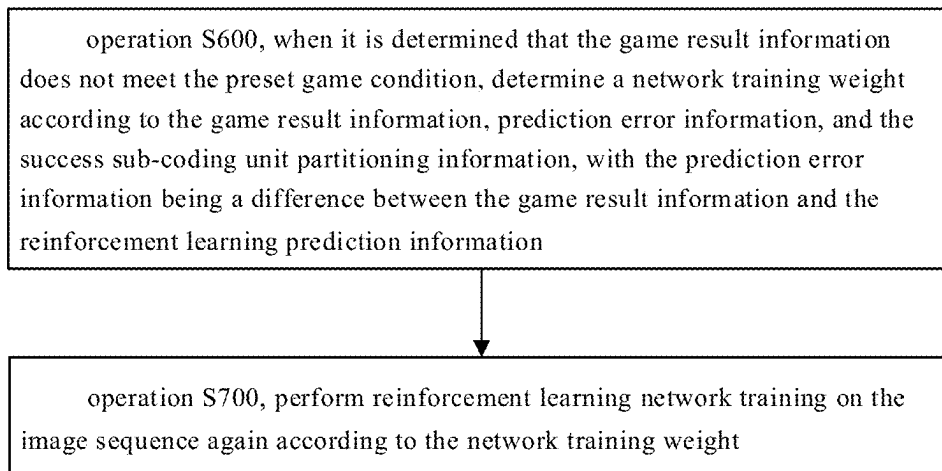 operation S600, when it is determined that the game result information
does not meet the preset game condition, determine a network training weight
according to the game result information, prediction error information, and the
success sub-coding unit partitioning information, with the prediction error
information being a difference between the game result information and the
reinforcement learning prediction information
operation S700, perform reinforcement learning network training on the
image sequence again according to the network training weight